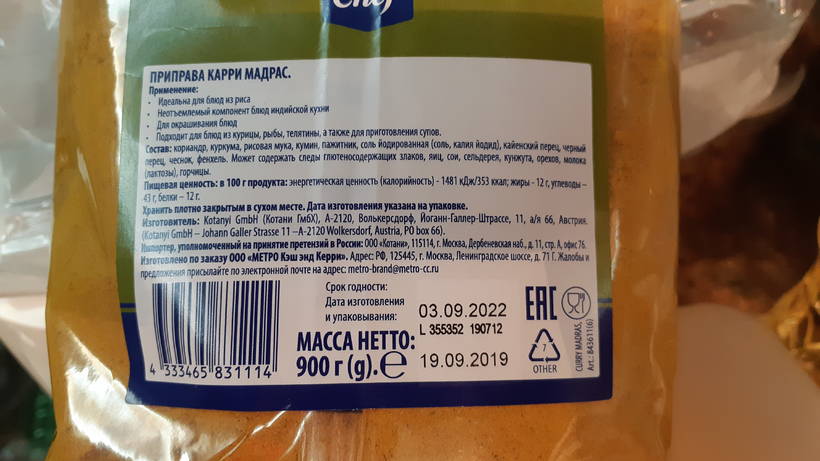 Chef
ПРИПРАВА КАРРИ МАДРАС.
Применение:
• Идеальна для блюд из риса
• Неотъемлемый компонент блюд индийской кухни
• Для окрашивания блюд
• Подходит для блюд из курицы, рыбы, телятины, а также для приготовления супов.
Состав: кориандр, куркума, рисовая мука, кумин, пажитник, соль йодированная (соль, калия йодид), кайенский перец, черный
перец, чеснок, фенхель. Может содержать следы глютеносодержащих злаков, яиц, сои, сельдерея, кунжута, орехов, молока
(лактозы), горчицы.
Пищевая ценность: в 100 г продукта: энергетическая ценность (калорийность) - 1481 кДж/353 ккал; жиры - 12 г, углеводы –
43 г, белки – 12 г.
Хранить плотно закрытым в сухом месте. Дата изготовления указана на упаковке.
Изготовитель: Kotanyi GmbH (Котани ГмбХ), А-2120, Волькерсдорф, Йоганн-Галлер-Штрассе, 11, а/я 66, Австрия.
(Kotanyi GmbH – Johann Galler Strasse 11 –A-2120 Wolkersdorf, Austria, PO box 66).
Импортер, уполномоченный на принятие претензий в России: ООО «Котани», 115114, г. Москва, Дербеневская наб., д. 11, стр. А, офис 76.
Изготовлено по заказу ООО «МЕТРО Кэш энд Керри». Адрес: РФ, 125445, г. Москва, Ленинградское шоссе, д. 71 Г. Жалобы и
предложения присылайте по электронной почте на адрес: metro-brand@metro-cc.ru
Срок годности:
Дата изготовления
и упаковывания:
03.09.2022
L 355352 190712
19.09.2019
МАССА НЕТТО:
900 г (g). e
4 333465 831114
EAC
7
OTHER
CURRY MADRAS,
Art.: 84361(6)